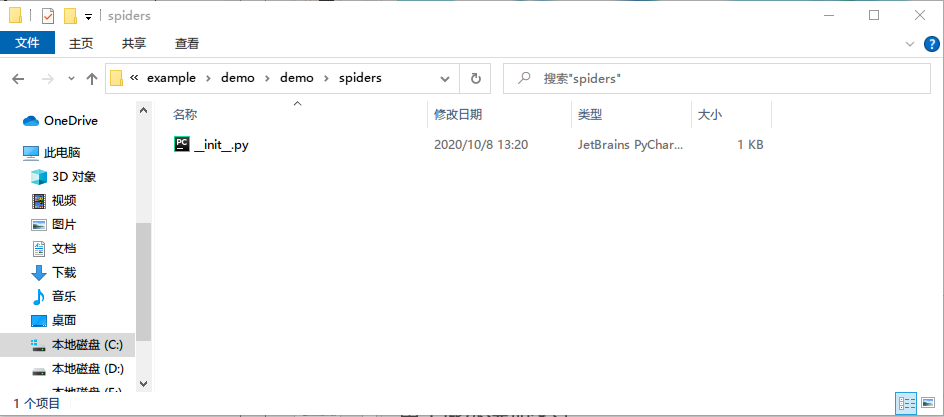 spiders
文件 主页 共享 查看
« example › demo › demo › spiders 搜索"spiders"
名称 修改日期 类型 大小
__init__.py 2020/10/8 13:20 JetBrains PyChar... 1 KB
OneDrive
此电脑
3D 对象
视频
图片
文档
下载
音乐
桌面
本地磁盘 (C:)
本地磁盘 (D:)
1 个项目